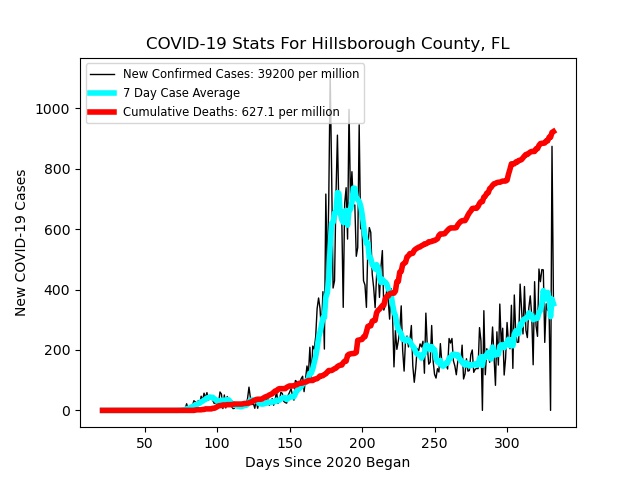 COVID-19 Stats For Hillsborough County, FL
New Confirmed Cases: 39200 per million
7 Day Case Average
Cumulative Deaths: 627.1 per million
New COVID-19 Cases
1000
800
600
400
200
0
50 100 150 200 250 300
Days Since 2020 Began